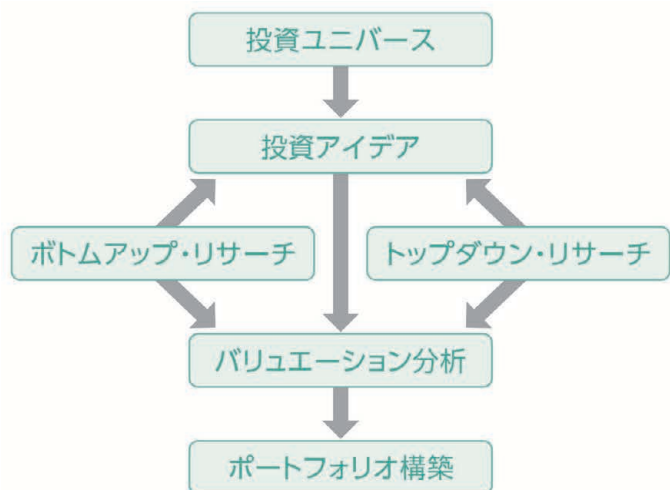 投資ユニバース
投資アイデア
ボトムアップ・リサーチ
トップダウン・リサーチ
バリュエーション分析
ポートフォリオ構築